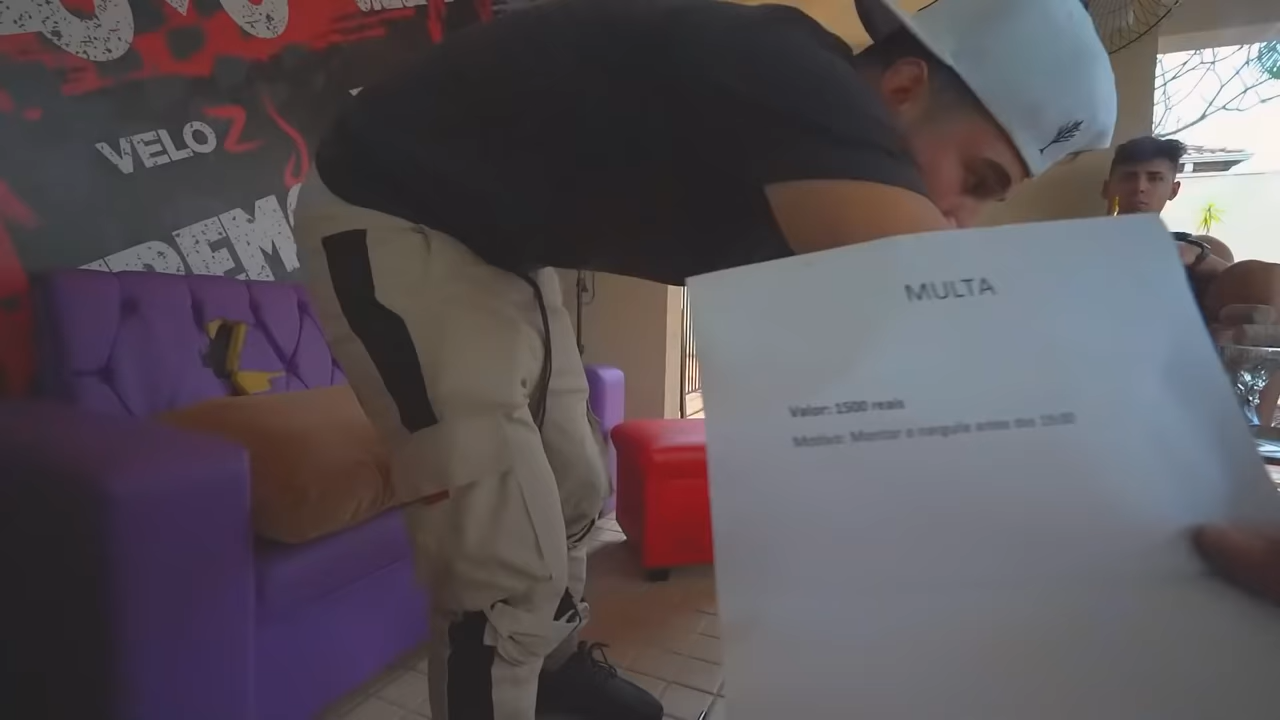 VELOZ
MULTA
Valor: 1500 reais
Motivo: Montar o narguile antes das 15:00